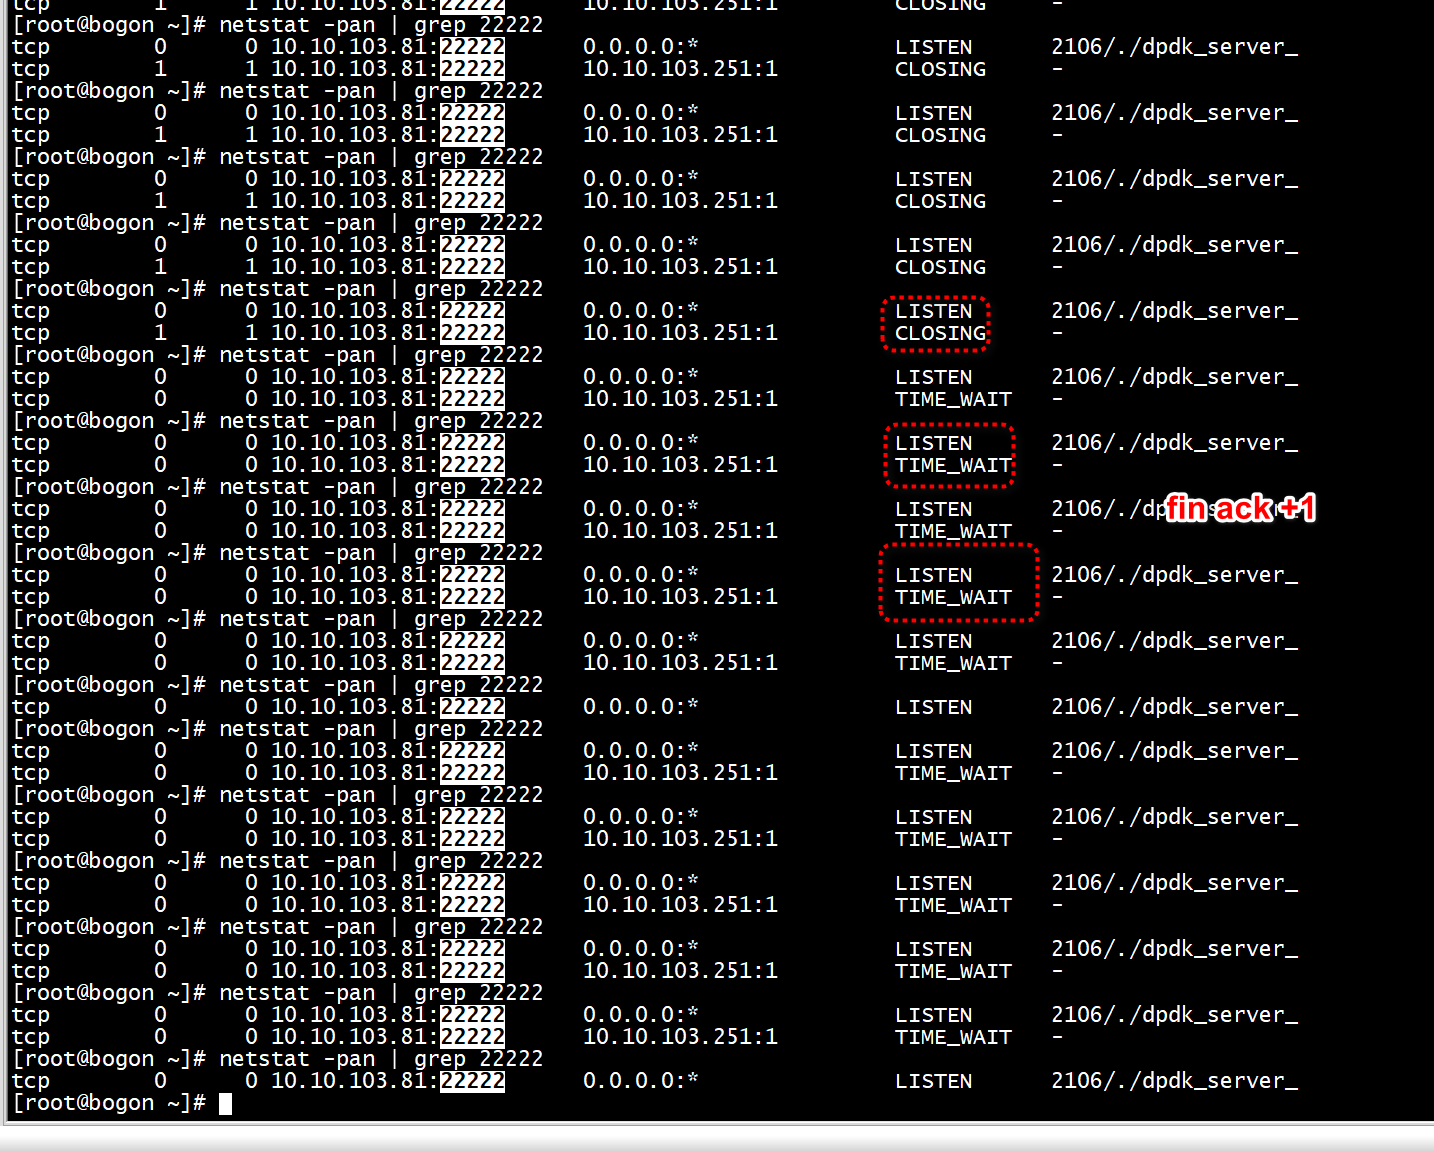 tcp        1      1 10.10.103.81:22222      10.10.103.251:1         CLOSING     -
[root@bogon ~]# netstat -pan | grep 22222
tcp        0      0 10.10.103.81:22222      0.0.0.0:*               LISTEN      2106/./dpdk_server_
tcp        1      1 10.10.103.81:22222      10.10.103.251:1         CLOSING     -
[root@bogon ~]# netstat -pan | grep 22222
tcp        0      0 10.10.103.81:22222      0.0.0.0:*               LISTEN      2106/./dpdk_server_
tcp        1      1 10.10.103.81:22222      10.10.103.251:1         CLOSING     -
[root@bogon ~]# netstat -pan | grep 22222
tcp        0      0 10.10.103.81:22222      0.0.0.0:*               LISTEN      2106/./dpdk_server_
tcp        1      1 10.10.103.81:22222      10.10.103.251:1         CLOSING     -
[root@bogon ~]# netstat -pan | grep 22222
tcp        0      0 10.10.103.81:22222      0.0.0.0:*               LISTEN      2106/./dpdk_server_
tcp        1      1 10.10.103.81:22222      10.10.103.251:1         CLOSING     -
[root@bogon ~]# netstat -pan | grep 22222
tcp        0      0 10.10.103.81:22222      0.0.0.0:*               LISTEN      2106/./dpdk_server_
tcp        1      1 10.10.103.81:22222      10.10.103.251:1         CLOSING     -
[root@bogon ~]# netstat -pan | grep 22222
tcp        0      0 10.10.103.81:22222      0.0.0.0:*               LISTEN      2106/./dpdk_server_
tcp        0      0 10.10.103.81:22222      10.10.103.251:1         TIME_WAIT   -
[root@bogon ~]# netstat -pan | grep 22222
tcp        0      0 10.10.103.81:22222      0.0.0.0:*               LISTEN      2106/./dpdk_server_
tcp        0      0 10.10.103.81:22222      10.10.103.251:1         TIME_WAIT   -
[root@bogon ~]# netstat -pan | grep 22222
tcp        0      0 10.10.103.81:22222      0.0.0.0:*               LISTEN      2106/./dp
fin ack +1
tcp        0      0 10.10.103.81:22222      10.10.103.251:1         TIME_WAIT   -
[root@bogon ~]# netstat -pan | grep 22222
tcp        0      0 10.10.103.81:22222      0.0.0.0:*               LISTEN      2106/./dpdk_server_
tcp        0      0 10.10.103.81:22222      10.10.103.251:1         TIME_WAIT   -
[root@bogon ~]# netstat -pan | grep 22222
tcp        0      0 10.10.103.81:22222      0.0.0.0:*               LISTEN      2106/./dpdk_server_
tcp        0      0 10.10.103.81:22222      10.10.103.251:1         TIME_WAIT   -
[root@bogon ~]# netstat -pan | grep 22222
tcp        0      0 10.10.103.81:22222      0.0.0.0:*               LISTEN      2106/./dpdk_server_
[root@bogon ~]# netstat -pan | grep 22222
tcp        0      0 10.10.103.81:22222      0.0.0.0:*               LISTEN      2106/./dpdk_server_
tcp        0      0 10.10.103.81:22222      10.10.103.251:1         TIME_WAIT   -
[root@bogon ~]# netstat -pan | grep 22222
tcp        0      0 10.10.103.81:22222      0.0.0.0:*               LISTEN      2106/./dpdk_server_
tcp        0      0 10.10.103.81:22222      10.10.103.251:1         TIME_WAIT   -
[root@bogon ~]# netstat -pan | grep 22222
tcp        0      0 10.10.103.81:22222      0.0.0.0:*               LISTEN      2106/./dpdk_server_
tcp        0      0 10.10.103.81:22222      10.10.103.251:1         TIME_WAIT   -
[root@bogon ~]# netstat -pan | grep 22222
tcp        0      0 10.10.103.81:22222      0.0.0.0:*               LISTEN      2106/./dpdk_server_
tcp        0      0 10.10.103.81:22222      10.10.103.251:1         TIME_WAIT   -
[root@bogon ~]# netstat -pan | grep 22222
tcp        0      0 10.10.103.81:22222      0.0.0.0:*               LISTEN      2106/./dpdk_server_
tcp        0      0 10.10.103.81:22222      10.10.103.251:1         TIME_WAIT   -
[root@bogon ~]# netstat -pan | grep 22222
tcp        0      0 10.10.103.81:22222      0.0.0.0:*               LISTEN      2106/./dpdk_server_
[root@bogon ~]#